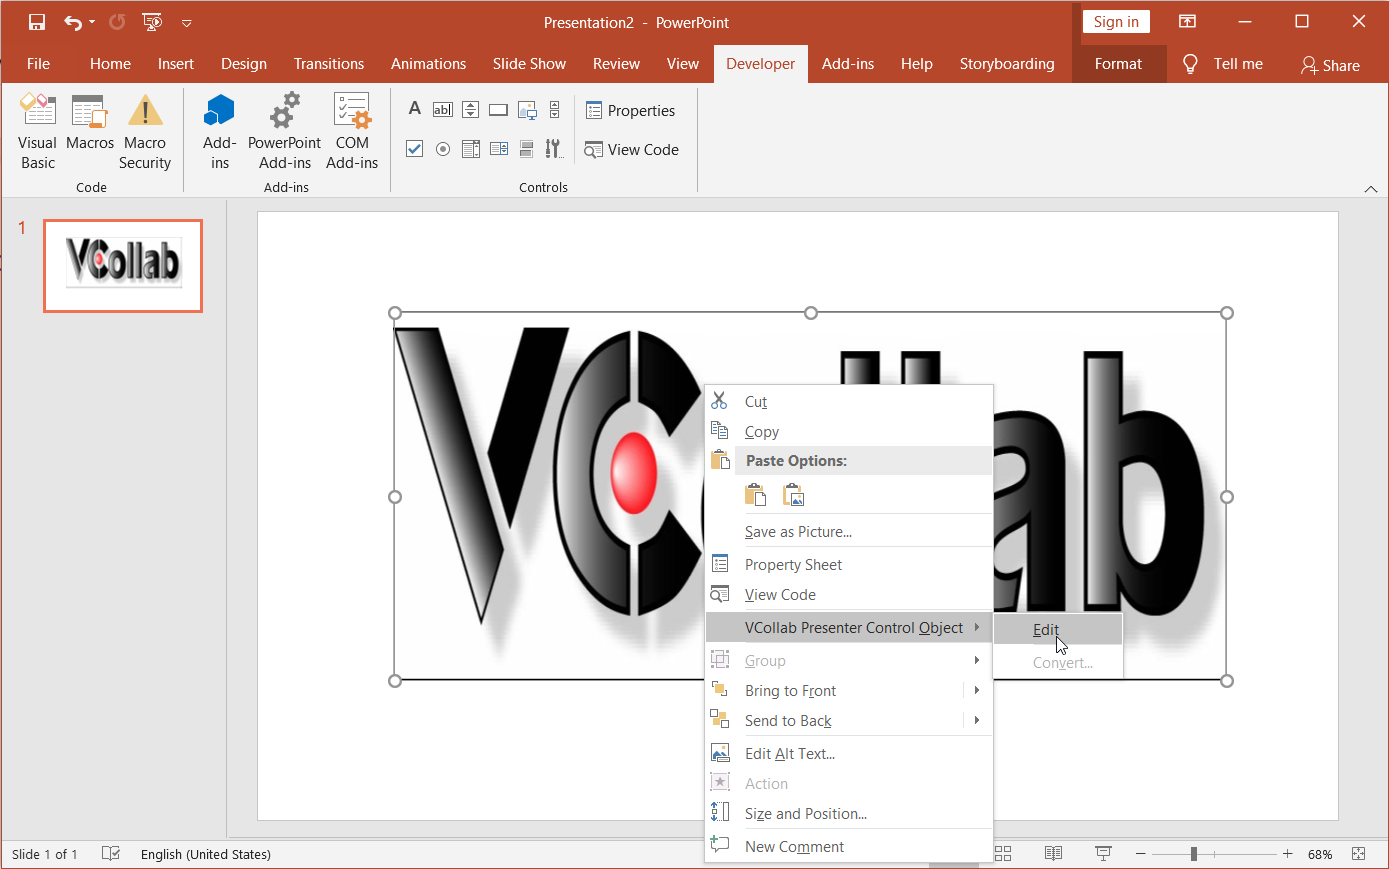 Presentation2 - PowerPoint
Sign in
File Home Insert Design Transitions Animations Slide Show Review View Developer Add-ins Help Storyboarding Format Tell me Share
Visual Basic
Macros
Macro Security
Code
Add-ins
PowerPoint Add-ins
COM Add-ins
Add-ins
A abl
Properties
View Code
Controls
1
VCollab
VC llab
Cut
Copy
Paste Options:
Save as Picture...
Property Sheet
View Code
VCollab Presenter Control Object
Edit
Convert...
Group
Bring to Front
Send to Back
Edit Alt Text...
Action
Size and Position...
New Comment
Slide 1 of 1 English (United States) 68%